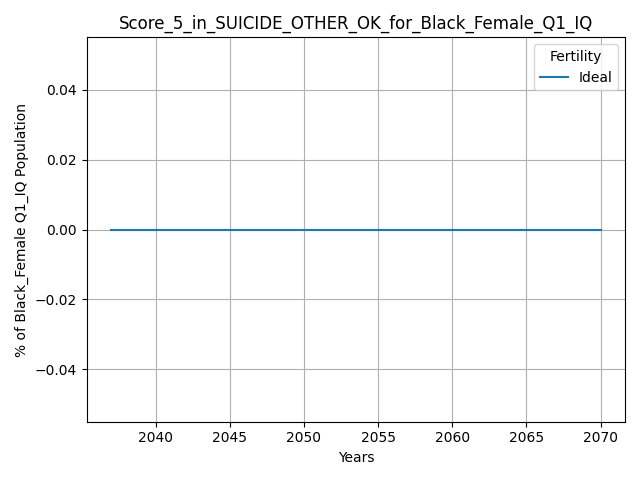 Score_5_in_SUICIDE_OTHER_OK_for_Black_Female_Q1_IQ
Fertility
Ideal
% of Black_Female Q1_IQ Population
0.04
0.02
0.00
−0.02
−0.04
2040 2045 2050 2055 2060 2065 2070
Years